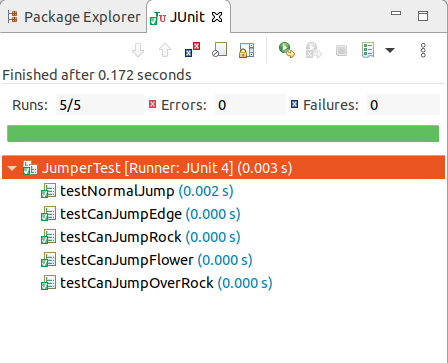 Package Explorer JUnit
Finished after 0.172 seconds
Runs: 5/5 Errors: 0 Failures: 0
JumperTest [Runner: JUnit 4] (0.003 s)
testNormalJump (0.002 s)
testCanJumpEdge (0.000 s)
testCanJumpRock (0.000 s)
testCanJumpFlower (0.000 s)
testCanJumpOverRock (0.000 s)